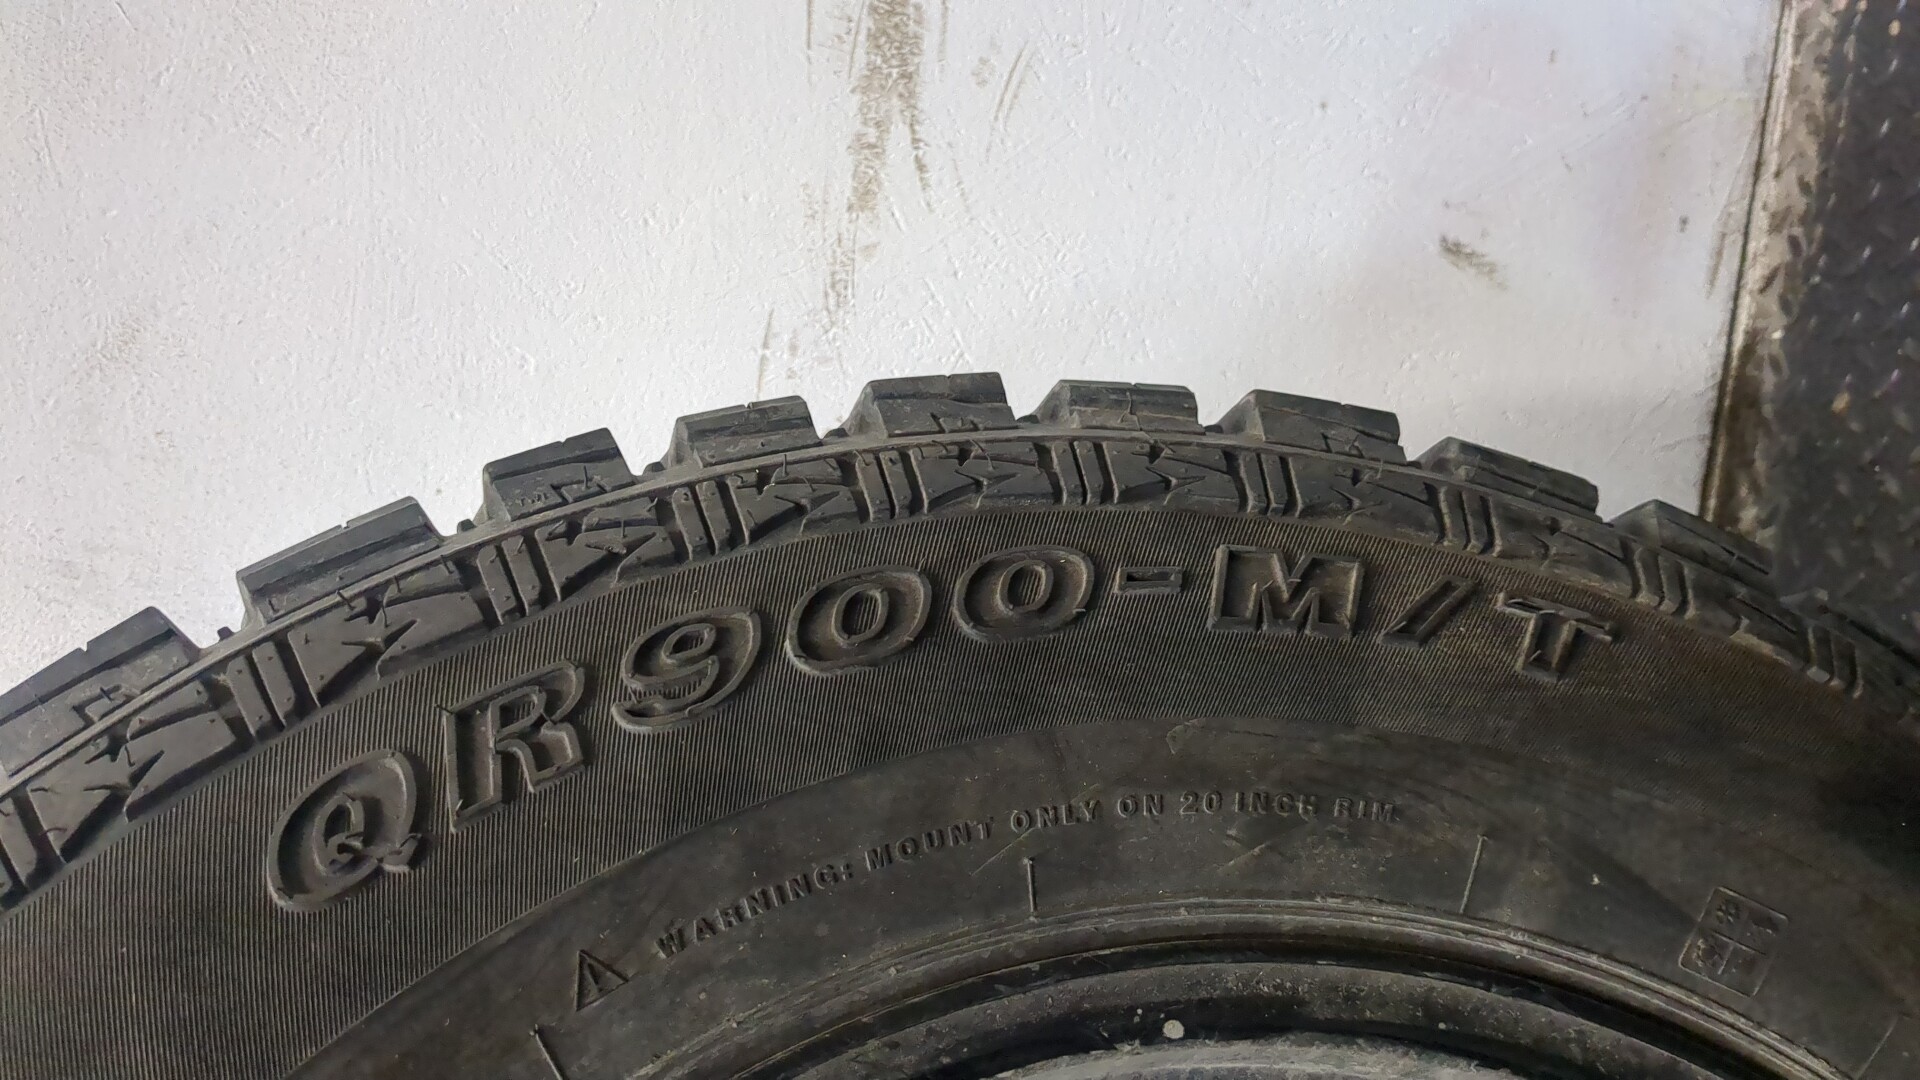 QR900-M/T
WARNING: MOUNT ONLY ON 20 INCH RIM.